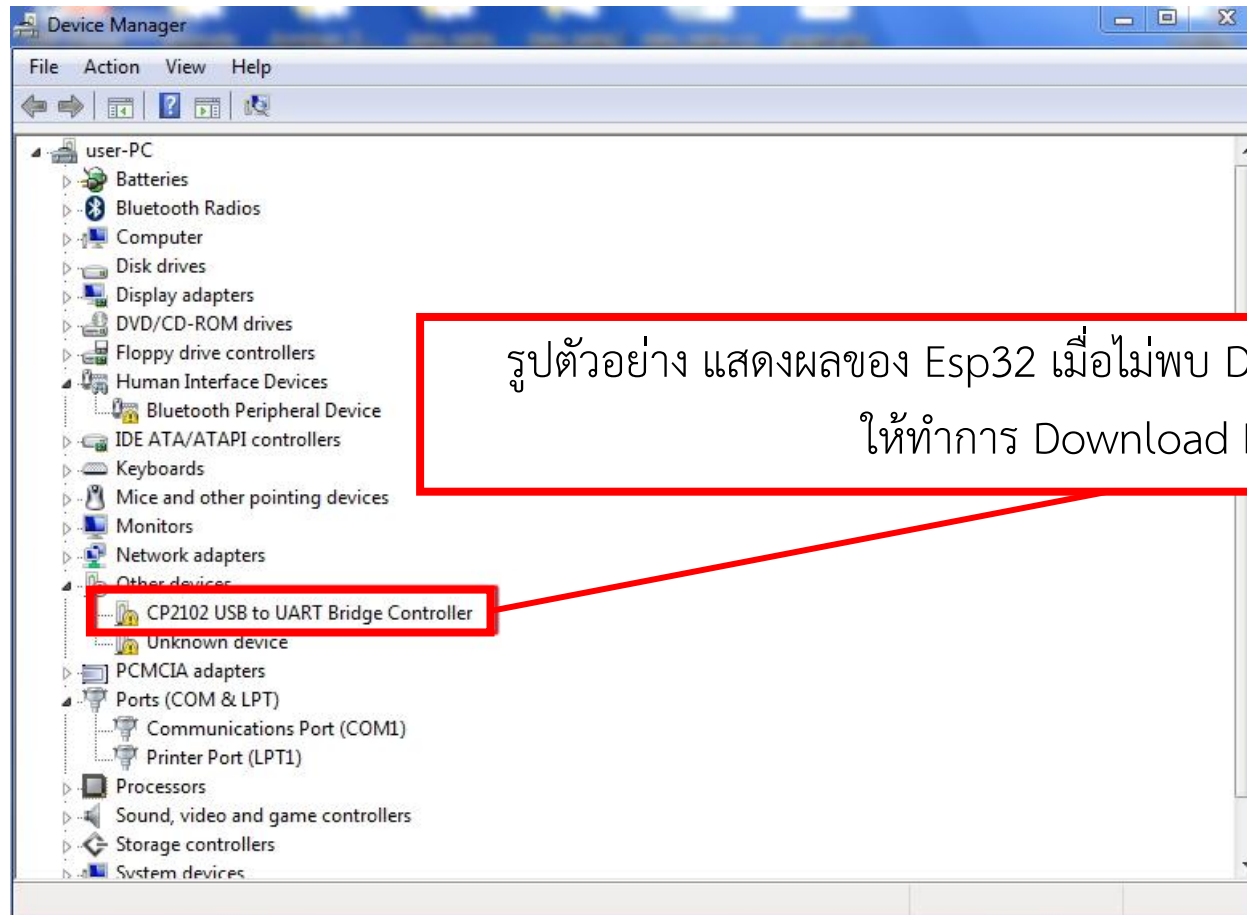 Device Manager
File Action View Help
user-PC
Batteries
Bluetooth Radios
Computer
Disk drives
Display adapters
DVD/CD-ROM drives
Floppy drive controllers
Human Interface Devices
Bluetooth Peripheral Device
IDE ATA/ATAPI controllers
Keyboards
Mice and other pointing devices
Monitors
Network adapters
Other devices
CP2102 USB to UART Bridge Controller
Unknown device
PCMCIA adapters
Ports (COM & LPT)
Communications Port (COM1)
Printer Port (LPT1)
Processors
Sound, video and game controllers
Storage controllers
System devices
รูปตัวอย่าง แสดงผลของ Esp32 เมื่อไม่พบ D
ให้ทำการ Download